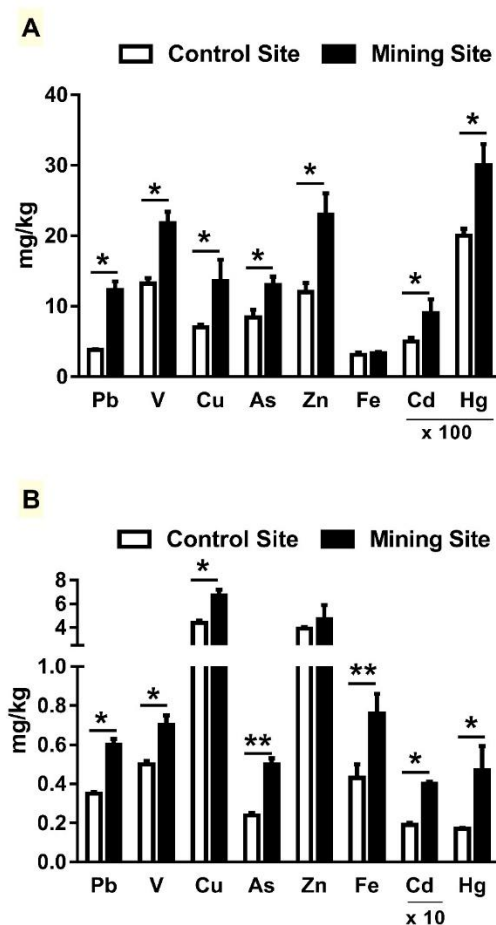 A
Control Site Mining Site
mg/kg
40
30
20
10
0
* * * * * * *
Pb V Cu As Zn Fe Cd Hg
x 100
B
Control Site Mining Site
mg/kg
8
6
4
1.0
0.8
0.6
0.4
0.2
0.0
* * * ** ** * *
Pb V Cu As Zn Fe Cd Hg
x 10